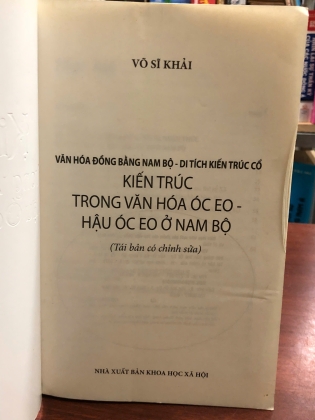 VÕ SĨ KHẢI
VĂN HÓA ĐỒNG BẰNG NAM BỘ - DI TÍCH KIẾN TRÚC CỔ
KIẾN TRÚC
TRONG VĂN HÓA ÓC EO -
HẬU ÓC EO Ở NAM BỘ
(Tái bản có chỉnh sửa)
NHÀ XUẤT BẢN KHOA HỌC XÃ HỘI